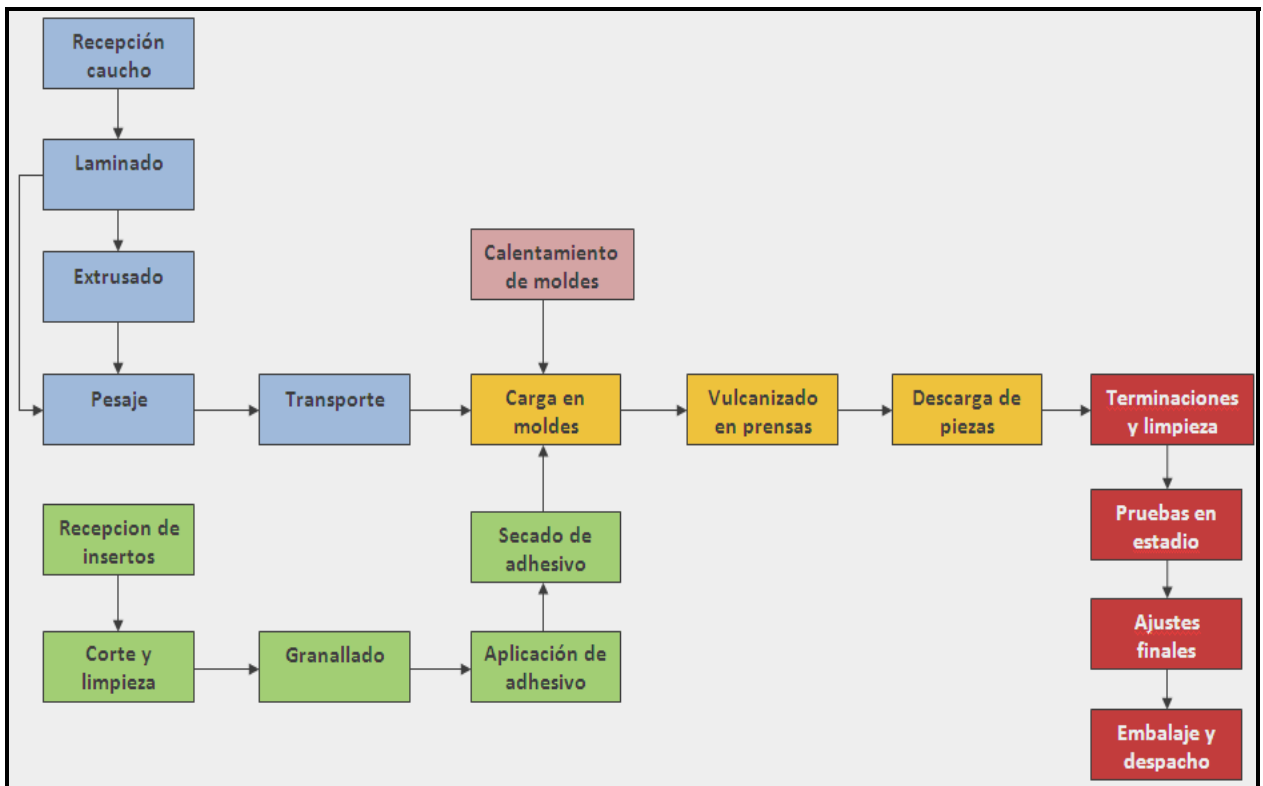 Recepción
caucho
Laminado
Extrusado
Calentamiento
de moldes
Pesaje
Transporte
Carga en
moldes
Vulcanizado
en prensas
Descarga de
piezas
Terminaciones
y limpieza
Recepcion de
insertos
Secado de
adhesivo
Pruebas en
estadio
Corte y
limpieza
Granallado
Aplicación de
adhesivo
Ajustes
finales
Embalaje y
despacho